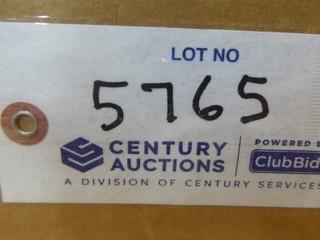 LOT NO
5765
CENTURY
AUCTIONS
POWERED B
ClubBid
A DIVISION OF CENTURY SERVICES